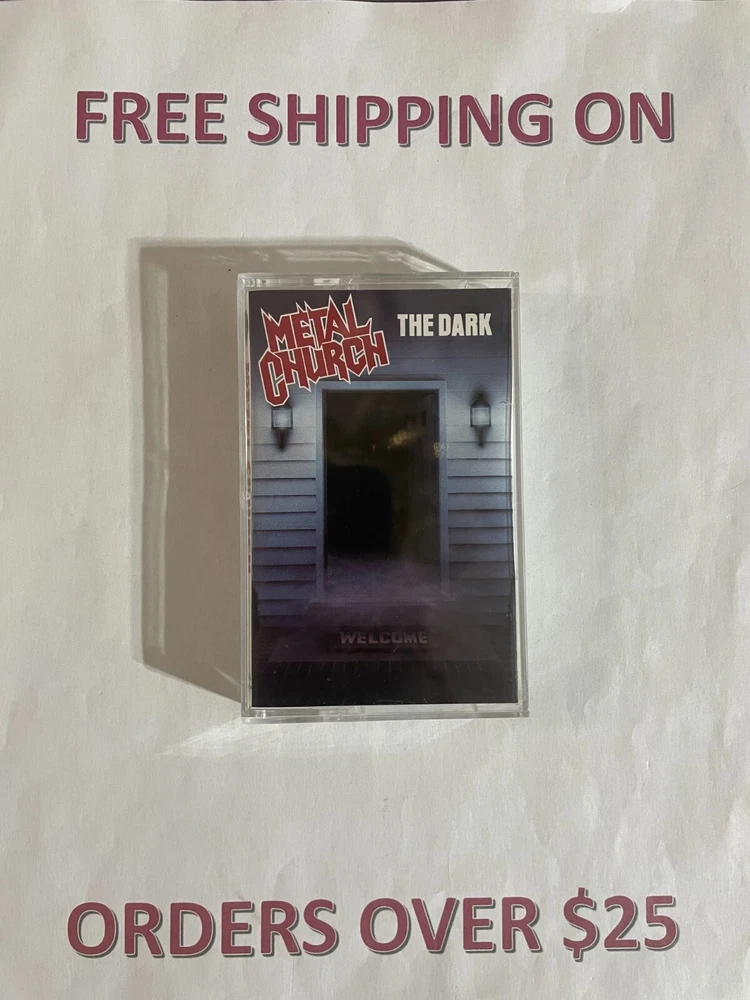 FREE SHIPPING ON
METAL
CHURCH
THE DARK
WELCOME
ORDERS OVER $25